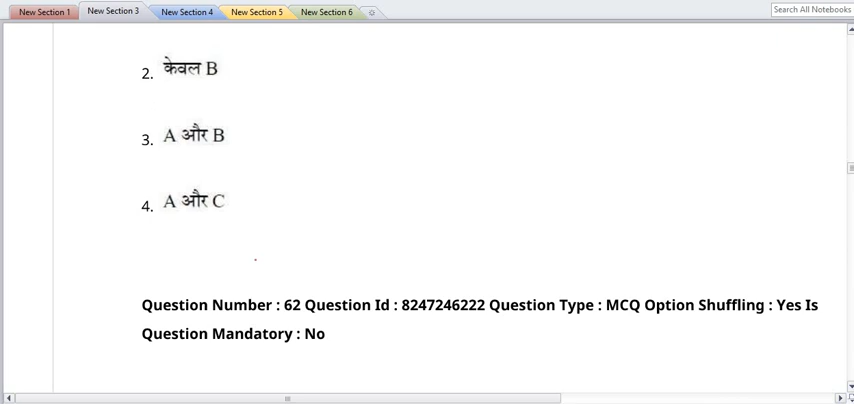 New Section 1 New Section 3 New Section 4 New Section 5 New Section 6 Search All Notebooks
2. केवल B
3. A और B
4. A और C
Question Number : 62 Question Id : 8247246222 Question Type : MCQ Option Shuffling : Yes Is
Question Mandatory : No